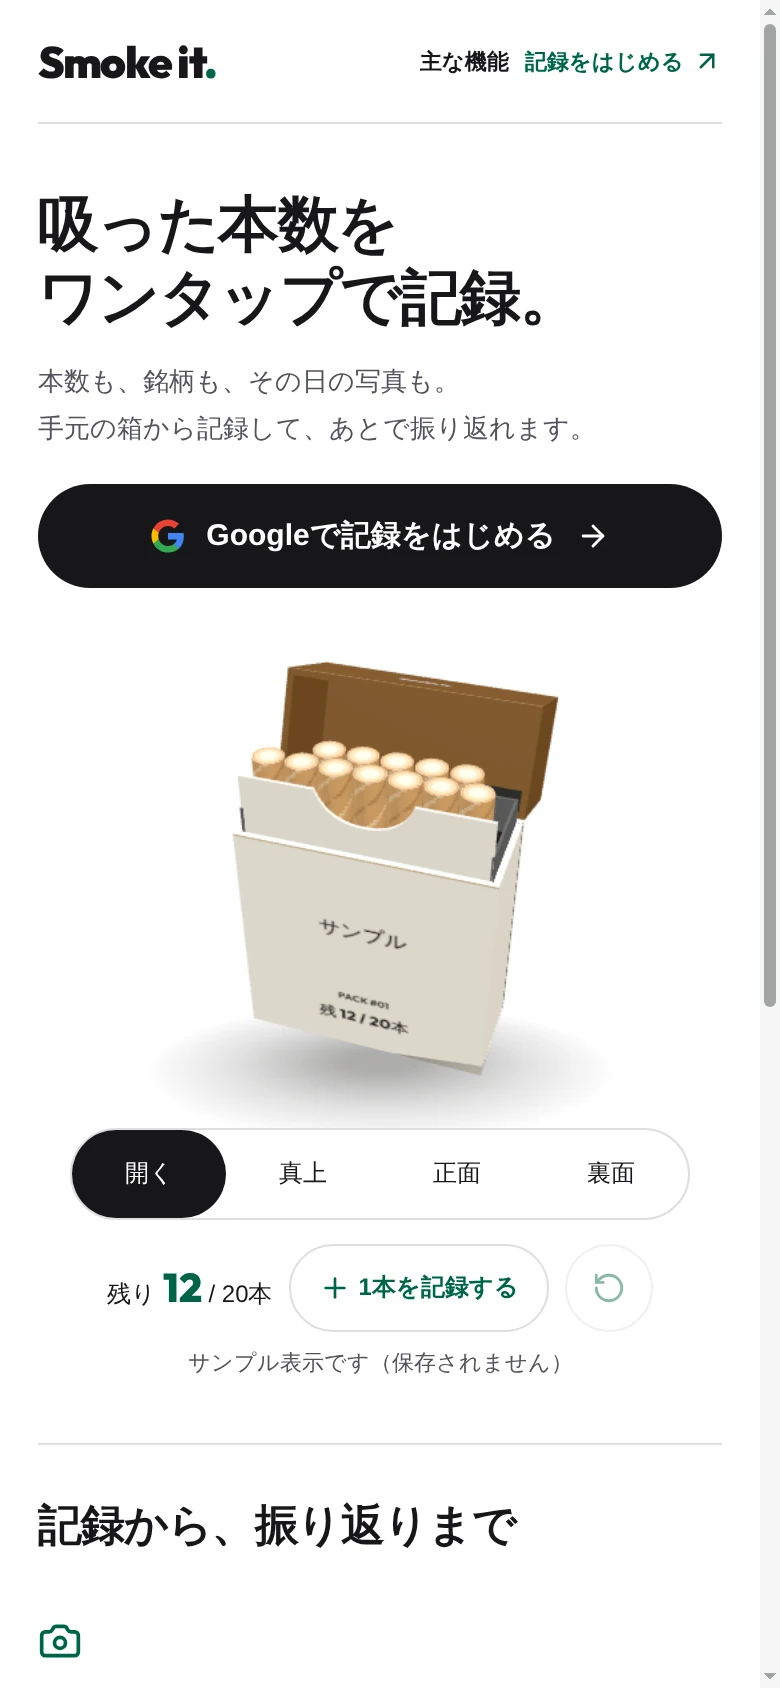 Smoke it.
主な機能 記録をはじめる
吸った本数を
ワンタップで記録。
本数も、銘柄も、その日の写真も。
手元の箱から記録して、あとで振り返れます。
Googleで記録をはじめる
サンプル
PACK #01
残 12 / 20本
開く 真上 正面 裏面
残り 12 / 20本 1本を記録する
サンプル表示です（保存されません）
記録から、振り返りまで